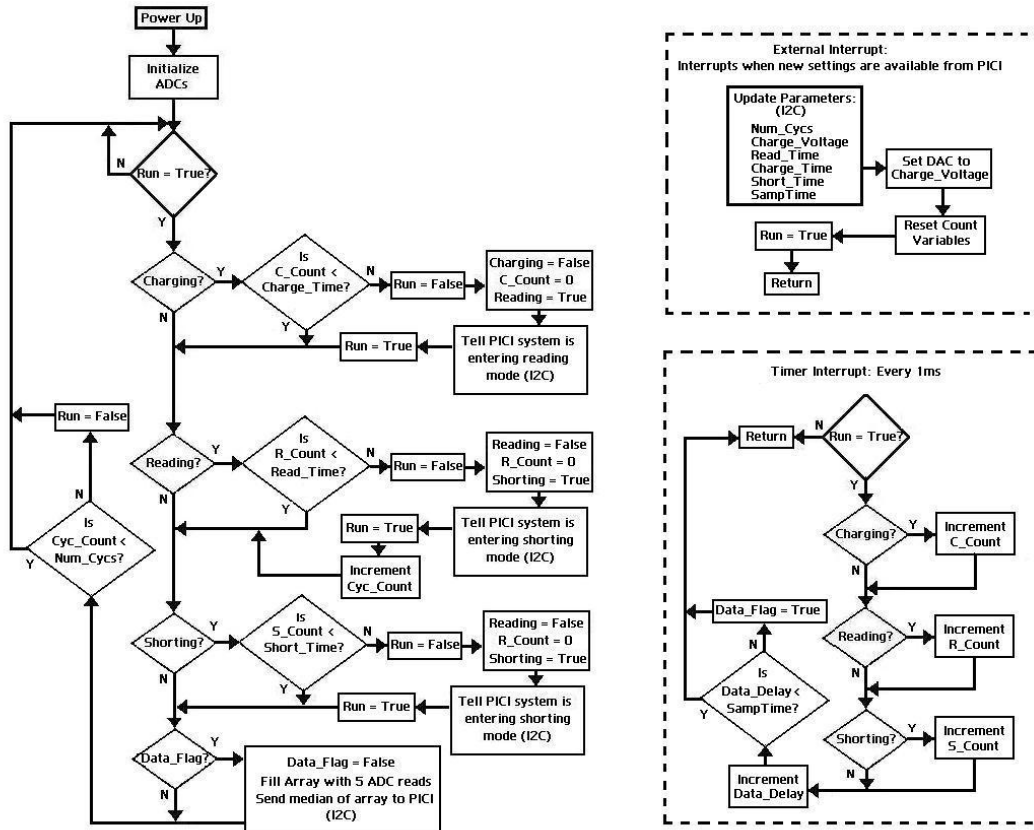 Power Up
Initialize
ADCs
N
Run = True?
Y
Charging?
Y
N
Is
C_Count <
Charge_Time?
N
Y
Run = False
Charging = False
C_Count = 0
Reading = True
Tell PICI system is
entering reading
mode (I2C)
Run = True
Reading?
Y
N
Is
R_Count <
Read_Time?
N
Y
Run = False
Reading = False
R_Count = 0
Shorting = True
Tell PICI system is
entering shorting
mode (I2C)
Run = True
Increment
Cyc_Count
Shorting?
Y
N
Is
S_Count <
Short_Time?
N
Y
Run = False
Reading = False
R_Count = 0
Shorting = True
Tell PICI system is
entering shorting
mode (I2C)
Run = True
Data_Flag?
Y
N
Data_Flag = False
Fill Array with 5 ADC reads
Send median of array to PICI
(I2C)
Run = False
N
Is
Cyc_Count <
Num_Cycs?
Y
External Interrupt:
Interrupts when new settings are available from PICI
Update Parameters:
(I2C)
Num_Cycs
Charge_Voltage
Read_Time
Charge_Time
Short_Time
SampTime
Set DAC to
Charge_Voltage
Reset Count
Variables
Run = True
Return
Timer Interrupt: Every 1ms
Return
N
Run = True?
Y
Charging?
Y
Increment
C_Count
N
Reading?
Y
Increment
R_Count
N
Shorting?
Y
Increment
S_Count
N
Increment
Data_Delay
Is
Data_Delay <
SampTime?
N
Y
Data_Flag = True